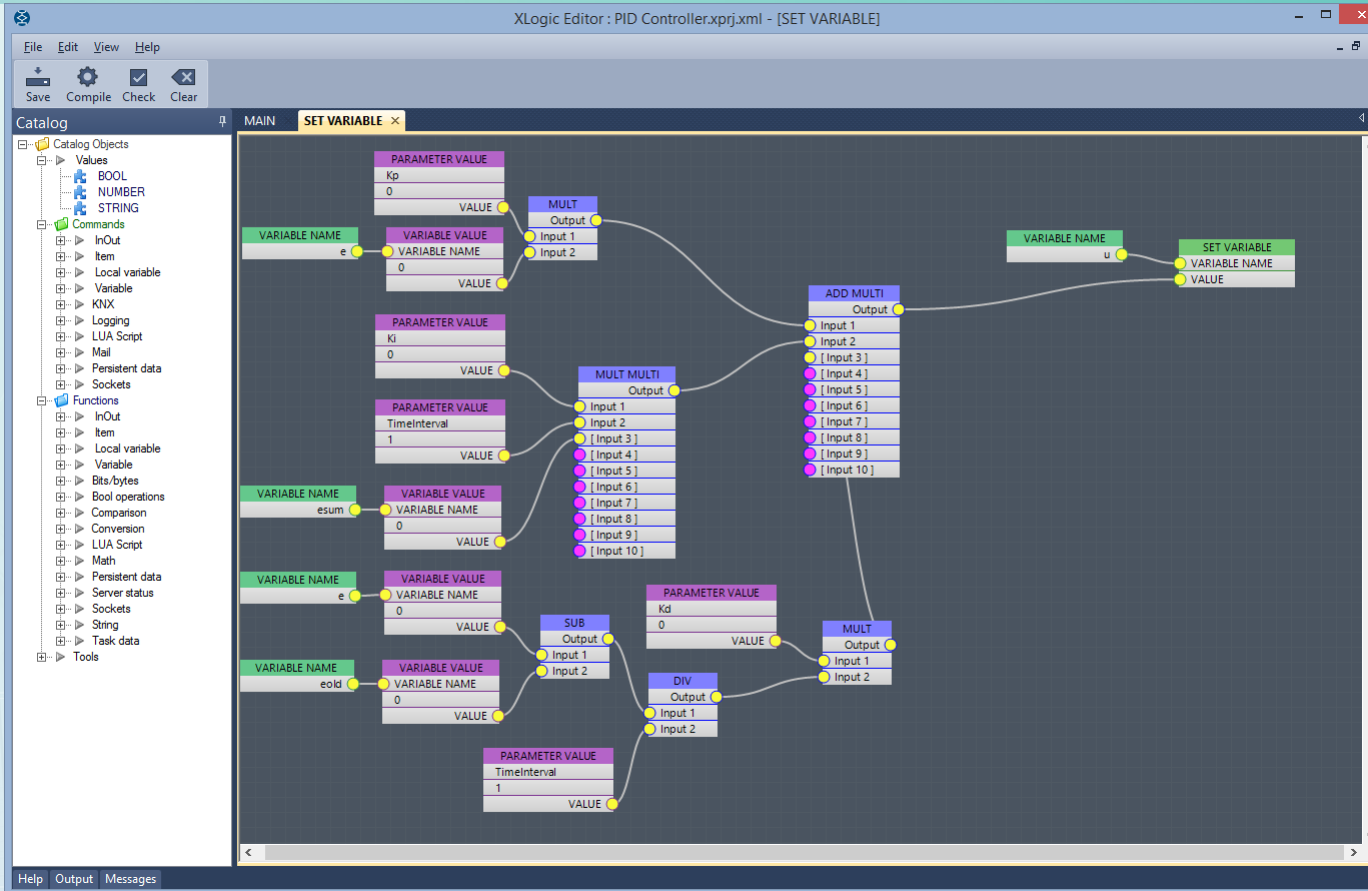 XLogic Editor : PID Controller.xprj.xml - [SET VARIABLE]
File Edit View Help
Save Compile Check Clear
Catalog
MAIN SET VARIABLE
Catalog Objects
Values
BOOL
NUMBER
STRING
Commands
InOut
Item
Local variable
Variable
KNX
Logging
LUA Script
Mail
Persistent data
Sockets
Functions
InOut
Item
Local variable
Variable
Bits/bytes
Bool operations
Comparison
Conversion
LUA Script
Math
Persistent data
Server status
Sockets
String
Task data
Tools
PARAMETER VALUE
Kp
0
VALUE
VARIABLE NAME
e
VARIABLE VALUE
VARIABLE NAME
0
VALUE
MULT
Output
Input 1
Input 2
PARAMETER VALUE
Ki
0
VALUE
PARAMETER VALUE
TimeInterval
1
VALUE
VARIABLE NAME
esum
VARIABLE VALUE
VARIABLE NAME
0
VALUE
MULT MULTI
Output
Input 1
Input 2
[ Input 3 ]
[ Input 4 ]
[ Input 5 ]
[ Input 6 ]
[ Input 7 ]
[ Input 8 ]
[ Input 9 ]
[ Input 10 ]
VARIABLE NAME
e
VARIABLE VALUE
VARIABLE NAME
0
VALUE
VARIABLE NAME
eold
VARIABLE VALUE
VARIABLE NAME
0
VALUE
SUB
Output
Input 1
Input 2
PARAMETER VALUE
TimeInterval
1
VALUE
DIV
Output
Input 1
Input 2
PARAMETER VALUE
Kd
0
VALUE
MULT
Output
Input 1
Input 2
ADD MULTI
Output
Input 1
Input 2
[ Input 3 ]
[ Input 4 ]
[ Input 5 ]
[ Input 6 ]
[ Input 7 ]
[ Input 8 ]
[ Input 9 ]
[ Input 10 ]
VARIABLE NAME
u
SET VARIABLE
VARIABLE NAME
VALUE
Help Output Messages